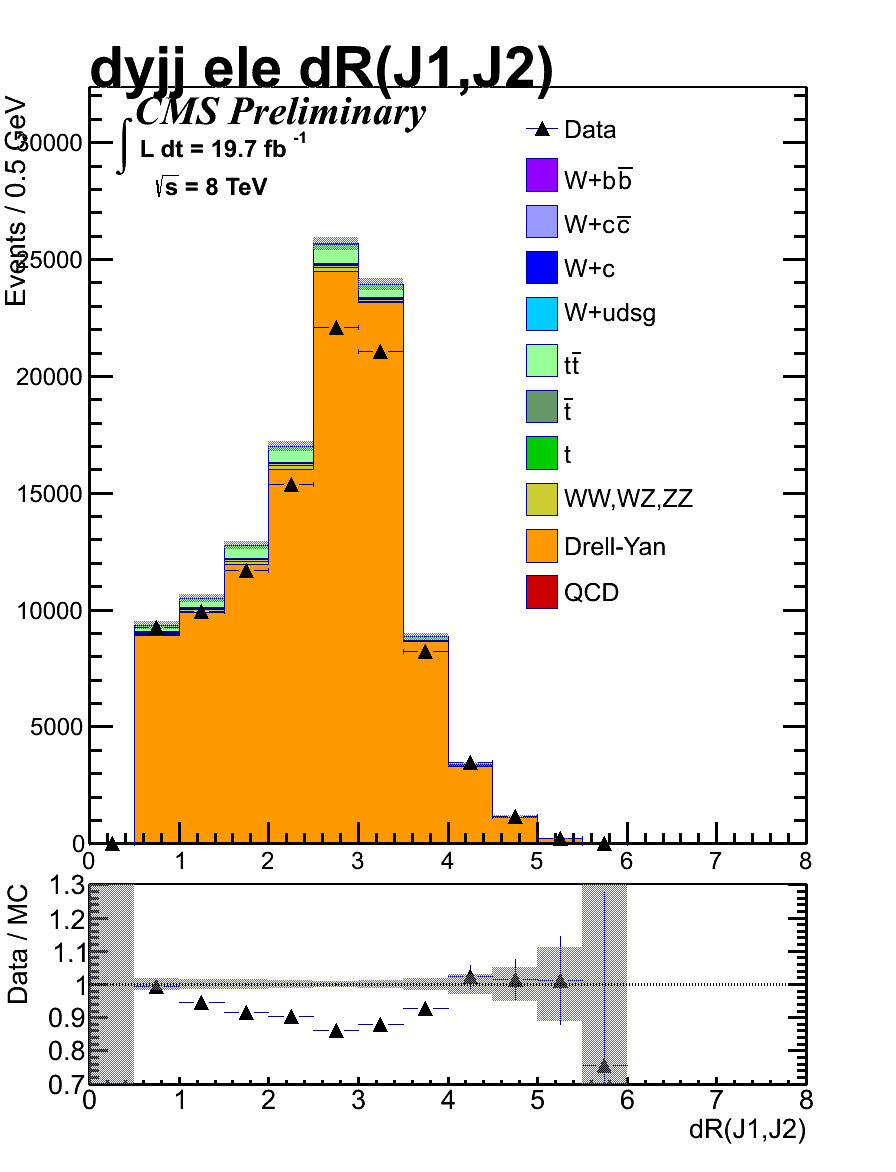 dyjj ele dR(J1,J2)
CMS Preliminary
∫ L dt = 19.7 fb -1
√s = 8 TeV
Events / 0.5 GeV
30000
25000
20000
15000
10000
5000
0
0 1 2 3 4 5 6 7 8
Data
W+bb̅
W+cc̅
W+c
W+udsg
tt̅
t̅
t
WW,WZ,ZZ
Drell-Yan
QCD
Data / MC
1.3
1.2
1.1
1
0.9
0.8
0.7
0 1 2 3 4 5 6 7 8
dR(J1,J2)